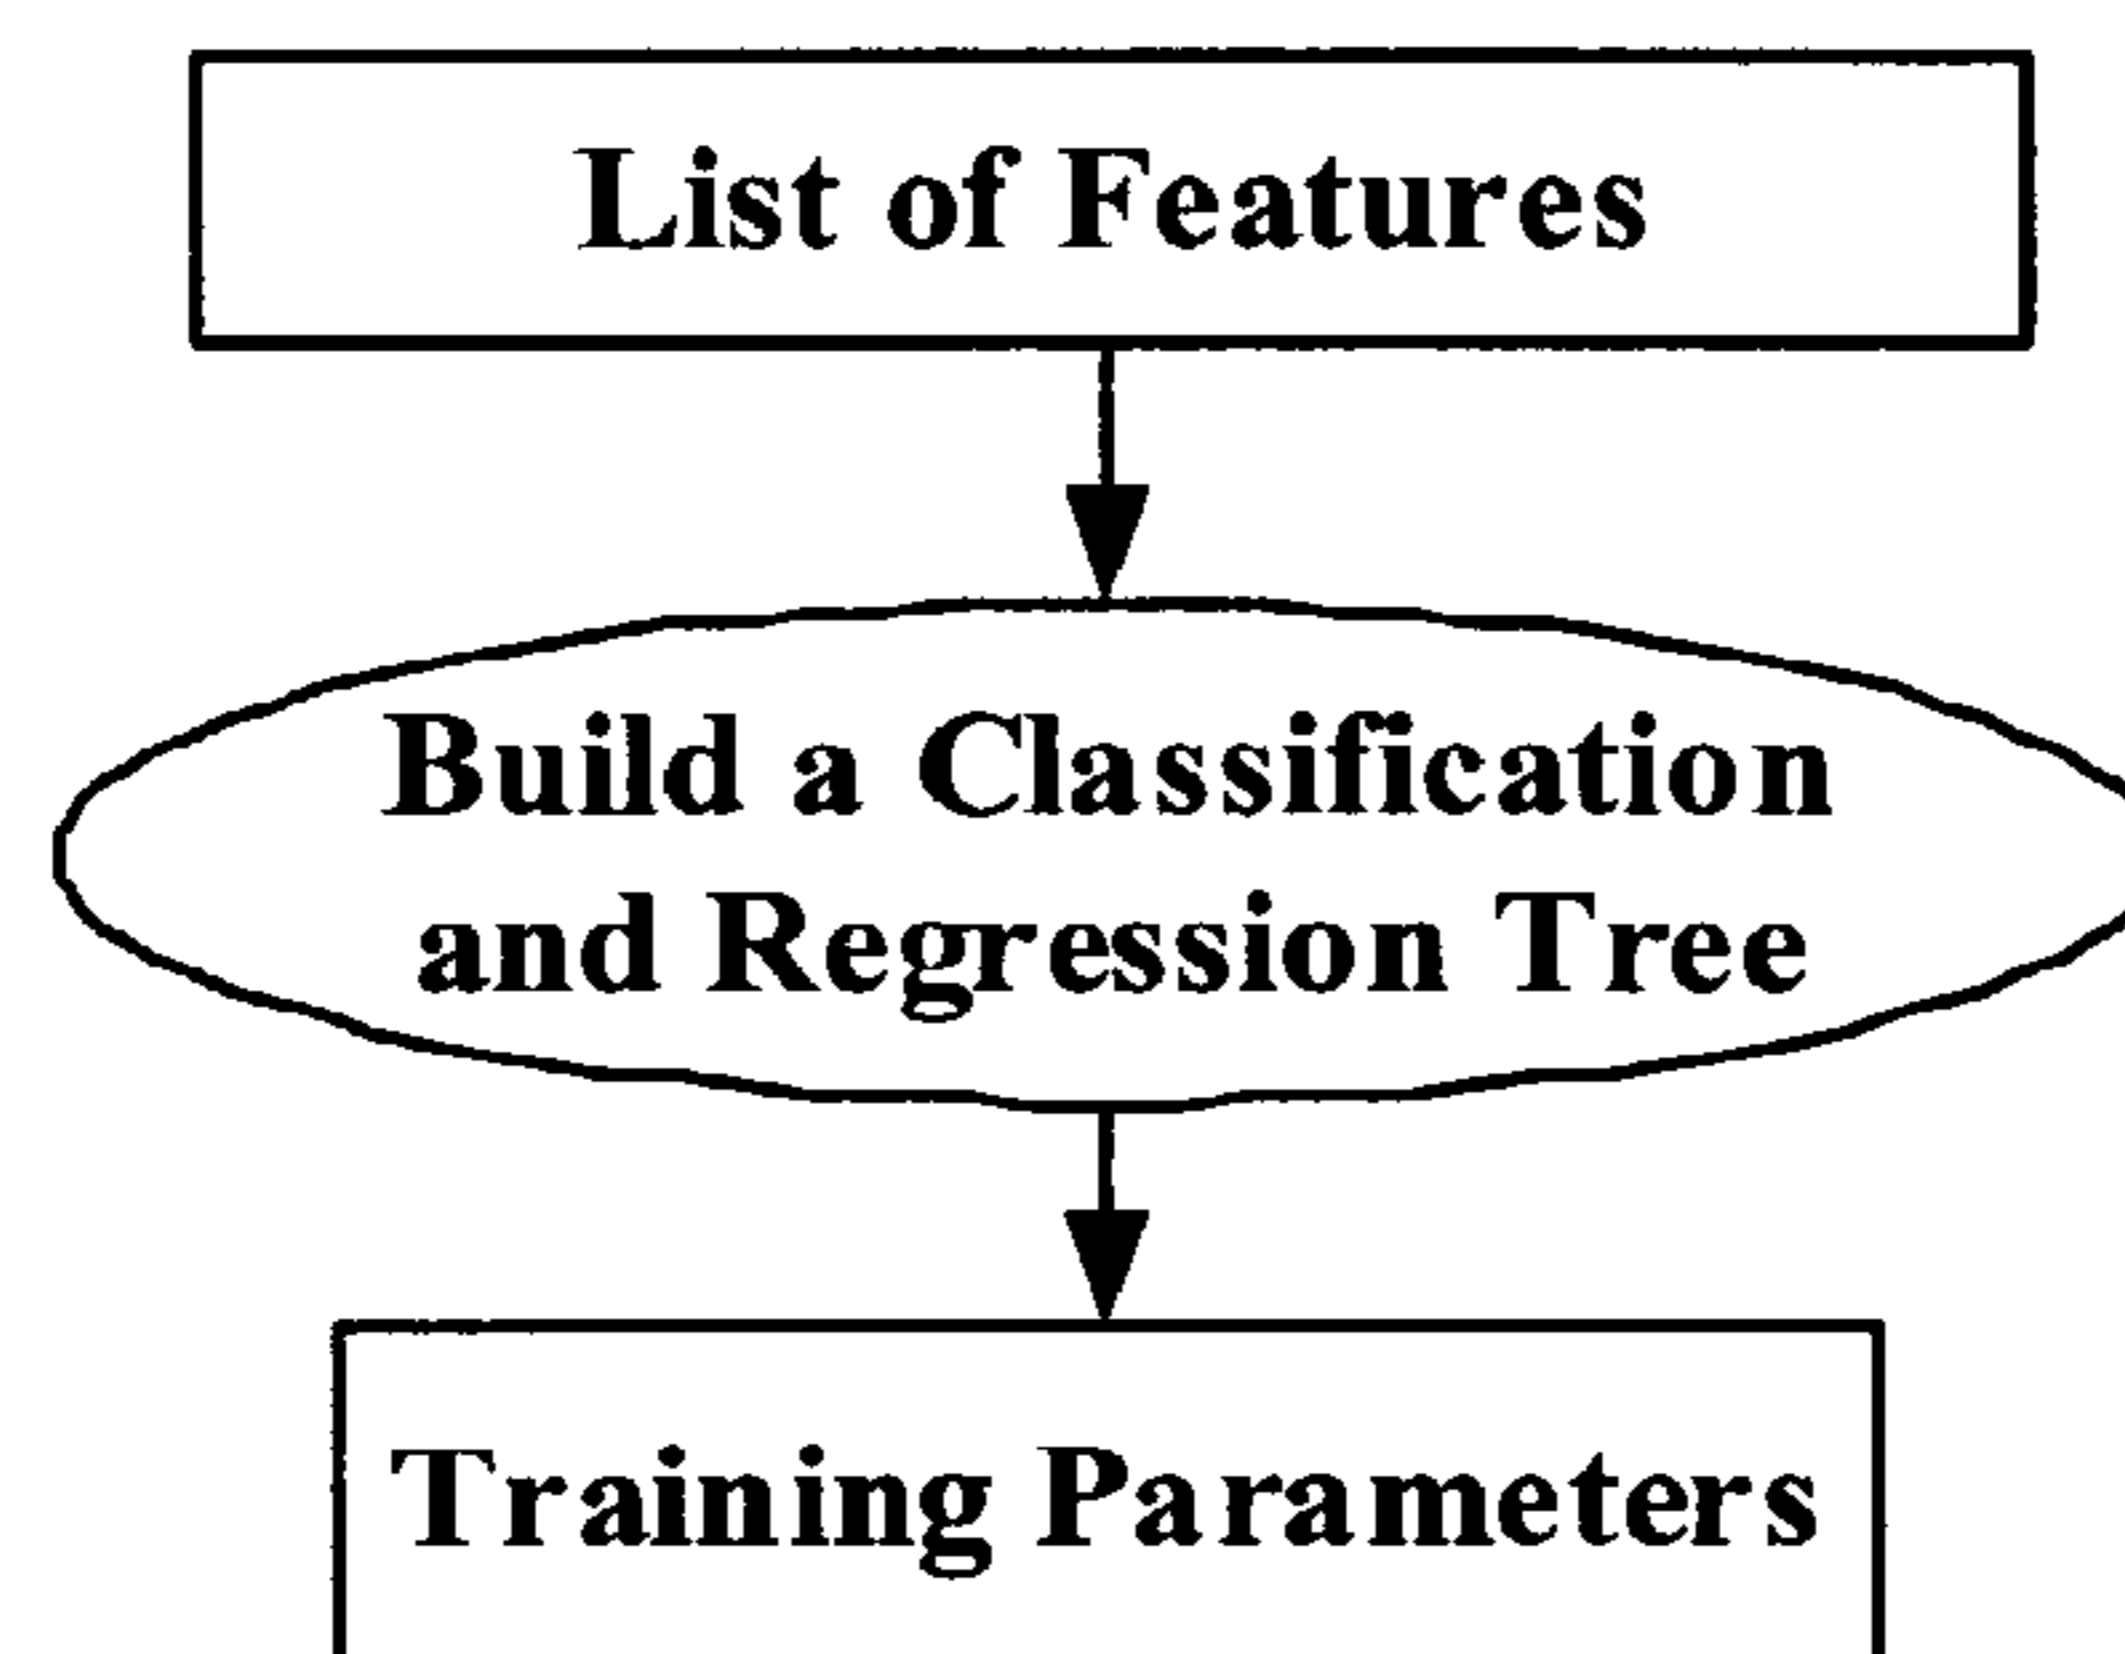 List of Features
Build a Classification
and Regression Tree
Training Parameters